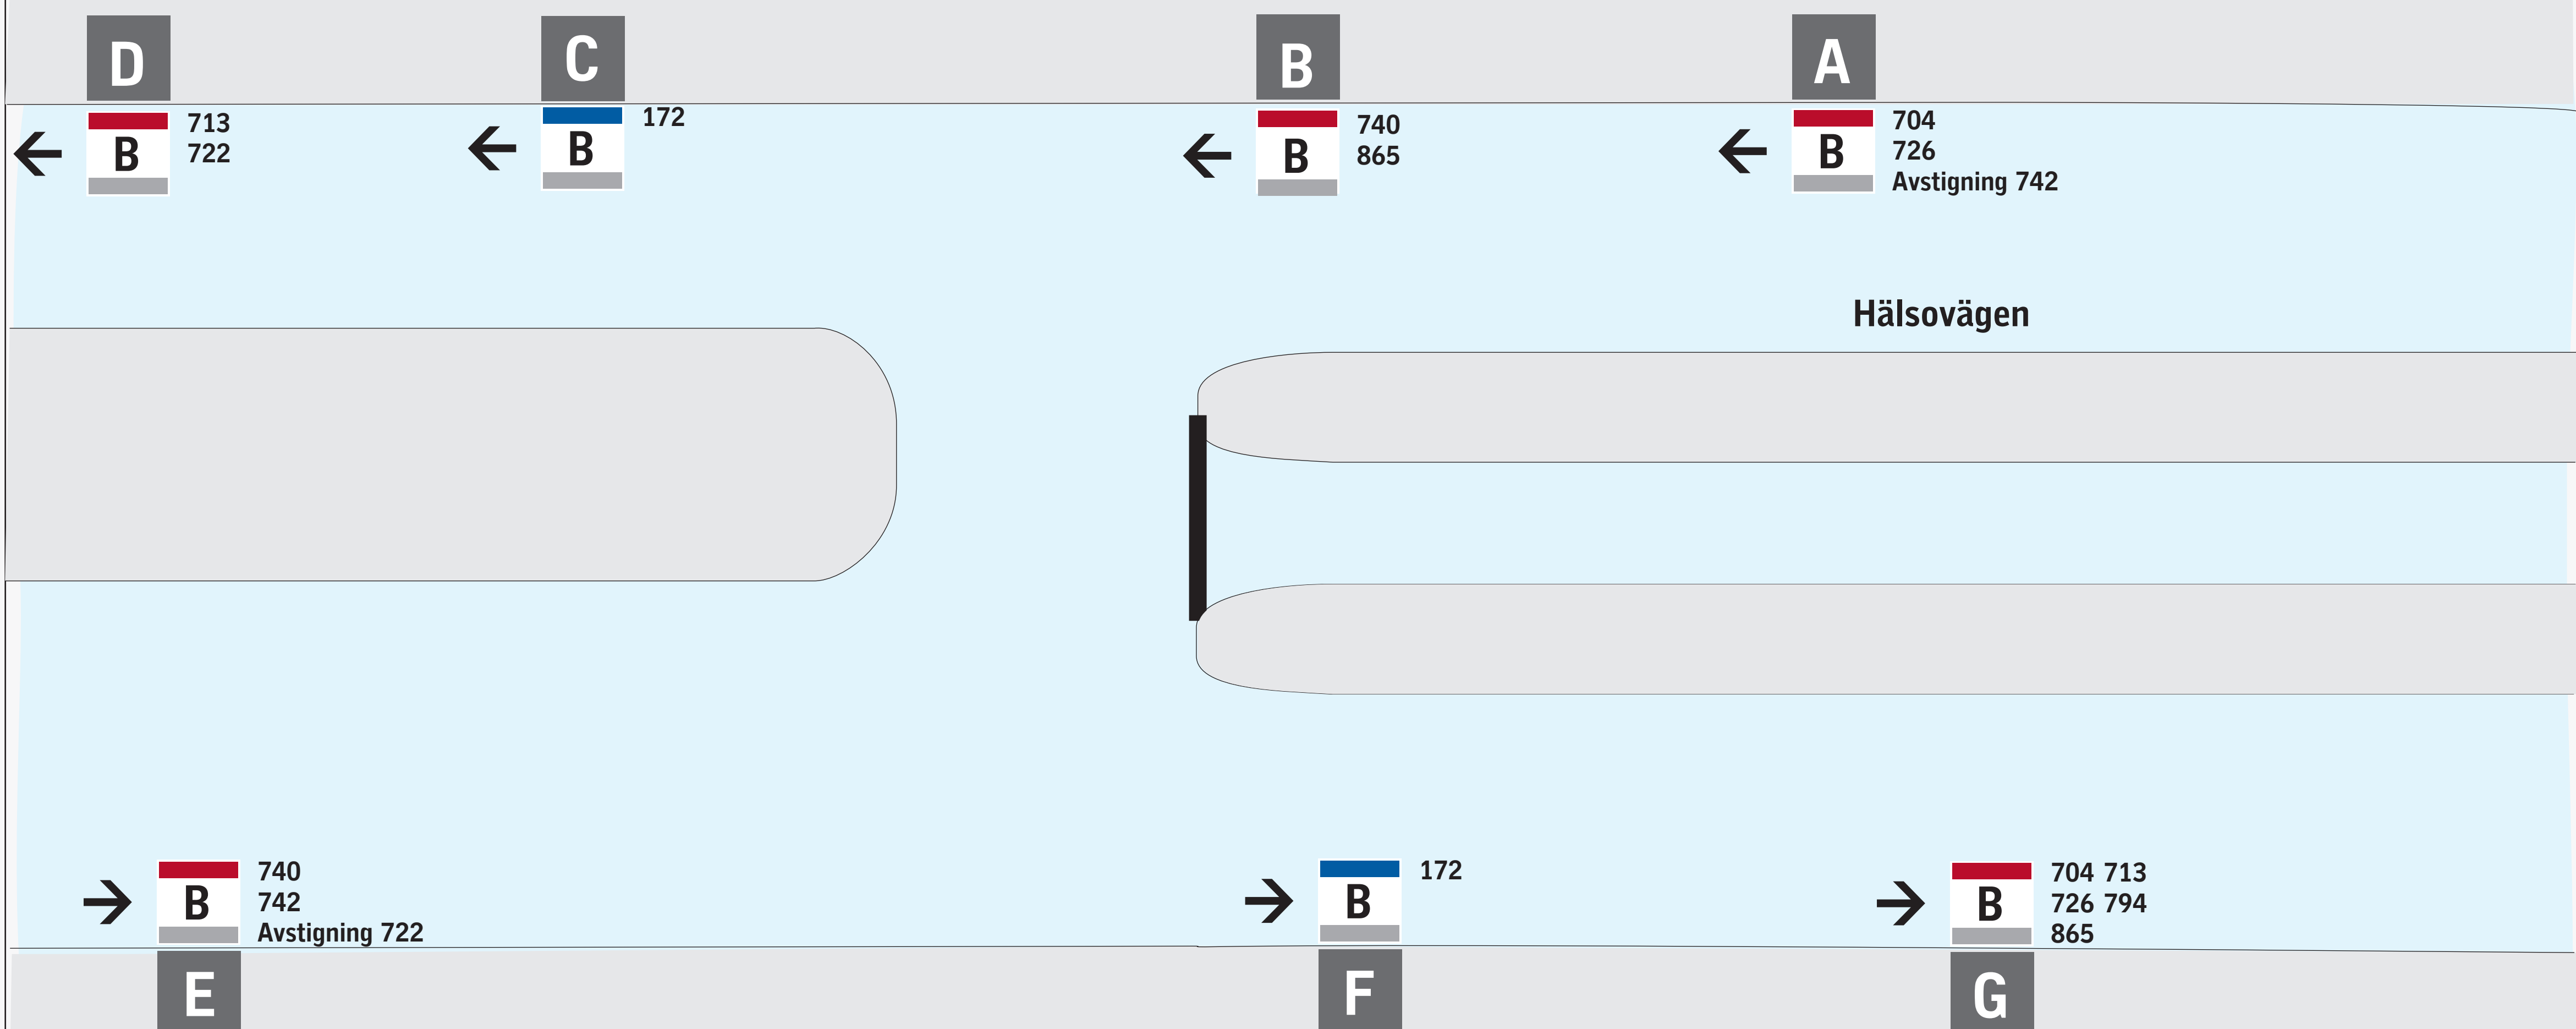 D
B
713
722
C
B
172
B
B
740
865
A
B
704
726
Avstigning 742
Hälsovägen
B
740
742
Avstigning 722
E
B
172
F
B
704 713
726 794
865
G